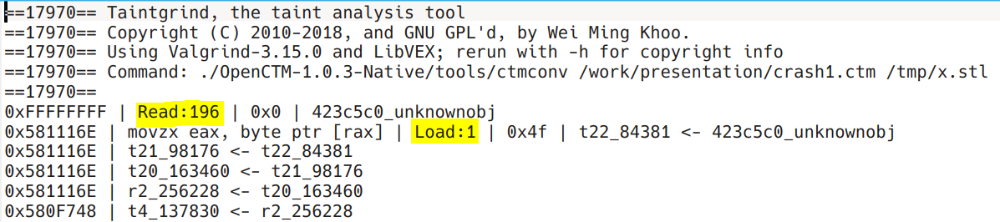 ==17970== Taintgrind, the taint analysis tool
==17970== Copyright (C) 2010-2018, and GNU GPL'd, by Wei Ming Khoo.
==17970== Using Valgrind-3.15.0 and LibVEX; rerun with -h for copyright info
==17970== Command: ./OpenCTM-1.0.3-Native/tools/ctmconv /work/presentation/crash1.ctm /tmp/x.stl
==17970==
0xFFFFFFFF | Read:196 | 0x0 | 423c5c0_unknownobj
0x581116E | movzx eax, byte ptr [rax] | Load:1 | 0x4f | t22_84381 <- 423c5c0_unknownobj
0x581116E | t21_98176 <- t22_84381
0x581116E | t20_163460 <- t21_98176
0x581116E | r2_256228 <- t20_163460
0x580F748 | t4_137830 <- r2_256228